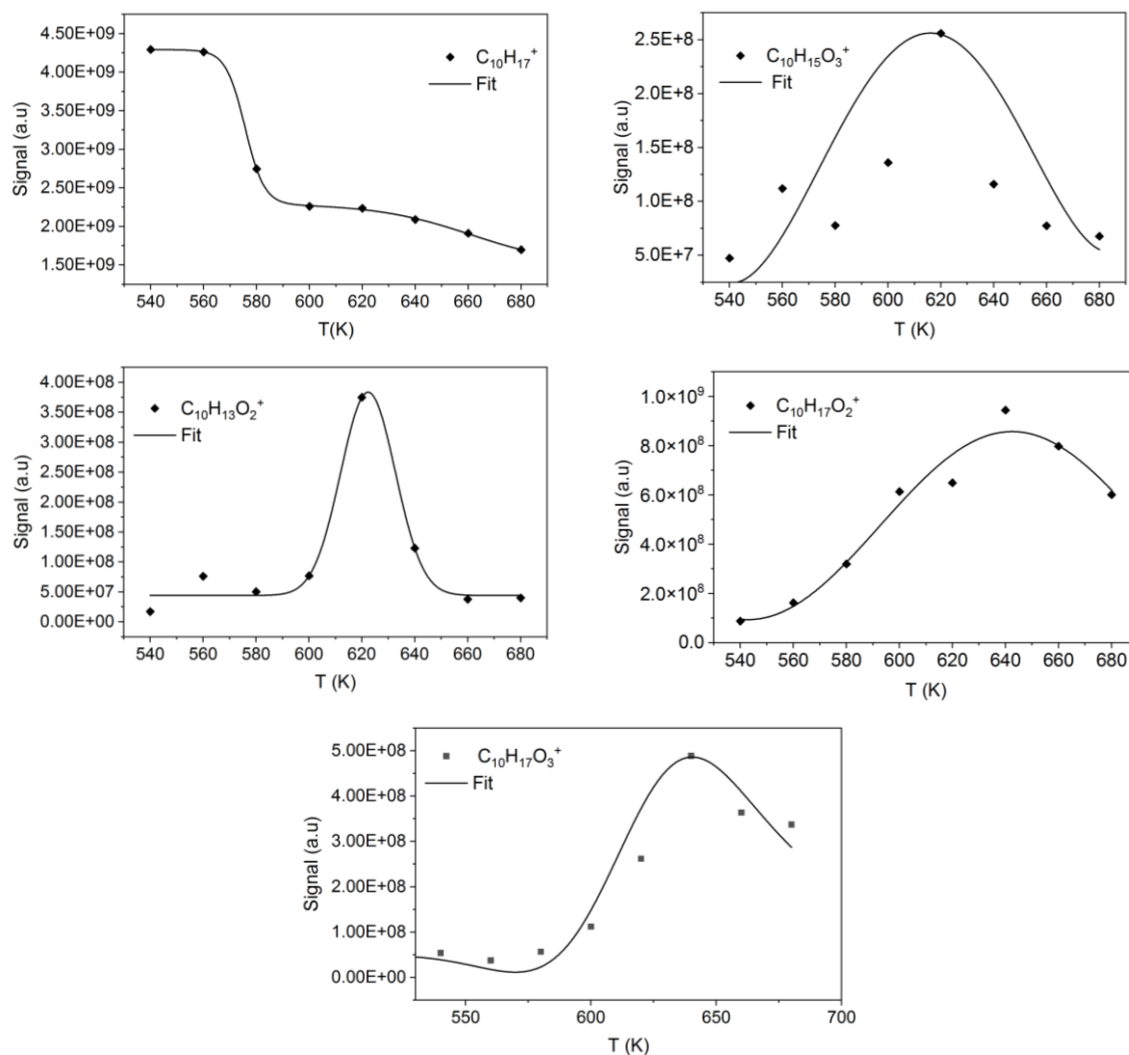 4.50E+09
4.00E+09
3.50E+09
3.00E+09
2.50E+09
2.00E+09
1.50E+09
Signal (a.u)
C₁₀H₁₇⁺
Fit
540 560 580 600 620 640 660 680
T(K)
2.5E+8
2.0E+8
1.5E+8
1.0E+8
5.0E+7
Signal (a.u)
C₁₀H₁₅O₃⁺
Fit
540 560 580 600 620 640 660 680
T (K)
4.00E+08
3.50E+08
3.00E+08
2.50E+08
2.00E+08
1.50E+08
1.00E+08
5.00E+07
0.00E+00
Signal (a.u)
C₁₀H₁₃O₂⁺
Fit
540 560 580 600 620 640 660 680
T (K)
1.0×10⁹
8.0×10⁸
6.0×10⁸
4.0×10⁸
2.0×10⁸
0.0
Signal (a.u)
C₁₀H₁₇O₂⁺
Fit
540 560 580 600 620 640 660 680
T (K)
5.00E+08
4.00E+08
3.00E+08
2.00E+08
1.00E+08
0.00E+00
Signal (a.u)
C₁₀H₁₇O₃⁺
Fit
550 600 650 700
T (K)